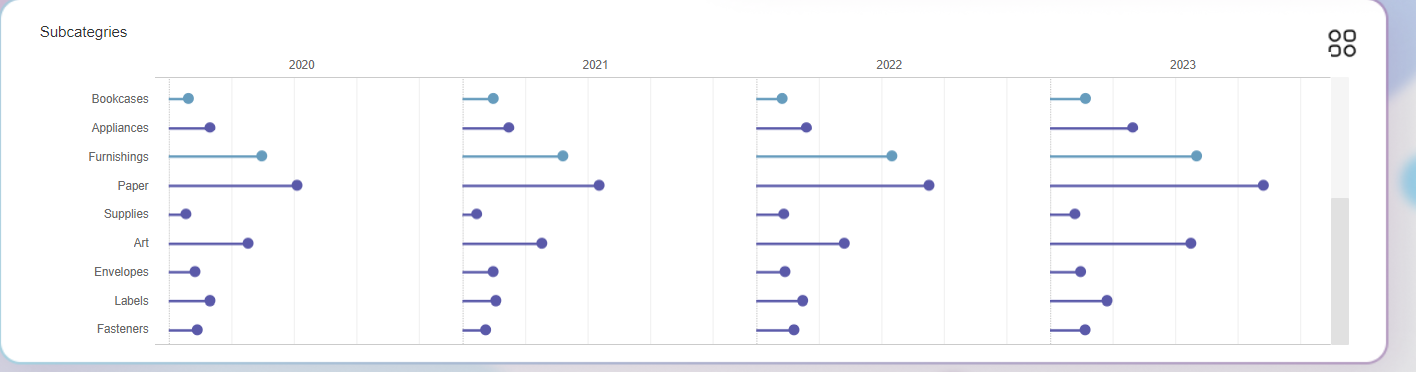 Subcategries
2020 2021 2022 2023
Bookcases
Appliances
Furnishings
Paper
Supplies
Art
Envelopes
Labels
Fasteners